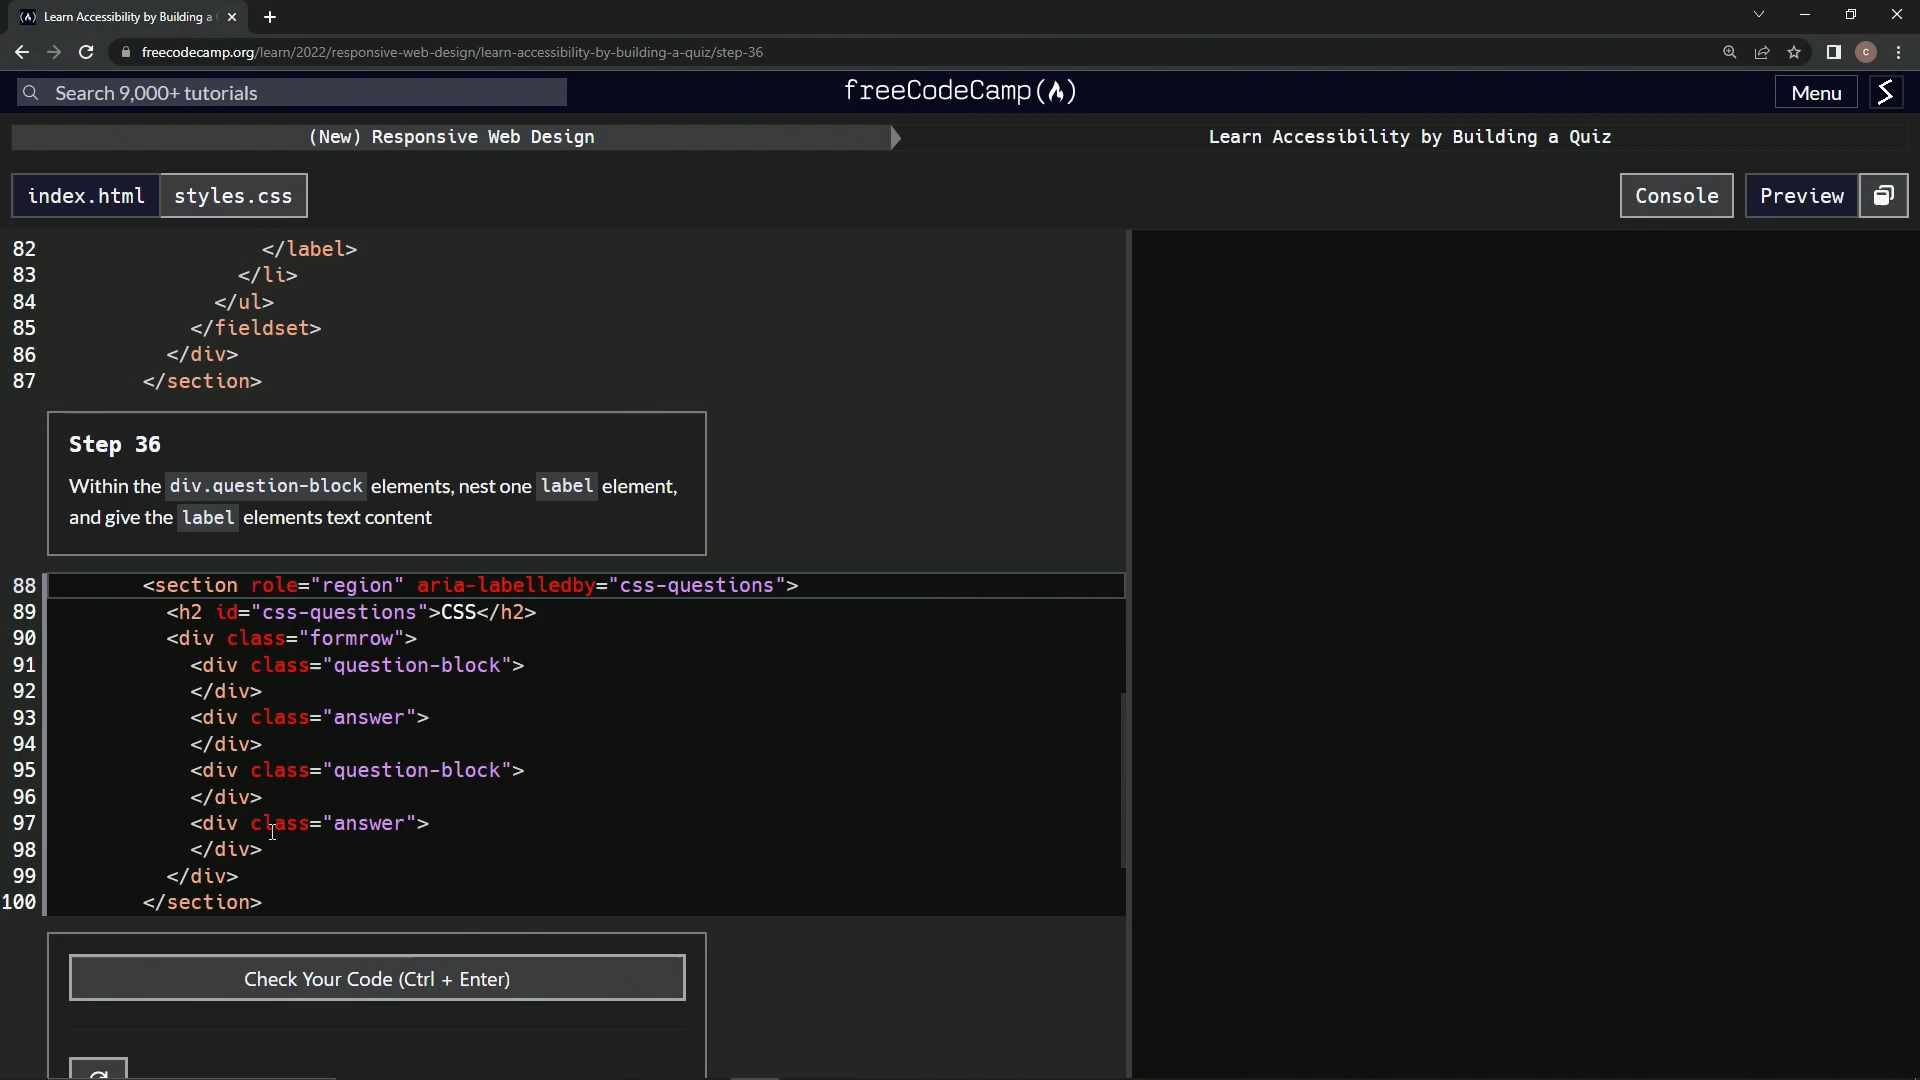 Learn Accessibility by Building a
freecodecamp.org/learn/2022/responsive-web-design/learn-accessibility-by-building-a-quiz/step-36
C
Search 9,000+ tutorials
freeCodeCamp
Menu
(New) Responsive Web Design
Learn Accessibility by Building a Quiz
index.html
styles.css
Console
Preview
82 </label>
83 </li>
84 </ul>
85 </fieldset>
86 </div>
87 </section>
Step 36
Within the div.question-block elements, nest one label element,
and give the label elements text content
88 <section role="region" aria-labelledby="css-questions">
89 <h2 id="css-questions">CSS</h2>
90 <div class="formrow">
91 <div class="question-block">
92 </div>
93 <div class="answer">
94 </div>
95 <div class="question-block">
96 </div>
97 <div class="answer">
98 </div>
99 </div>
100 </section>
Check Your Code (Ctrl + Enter)